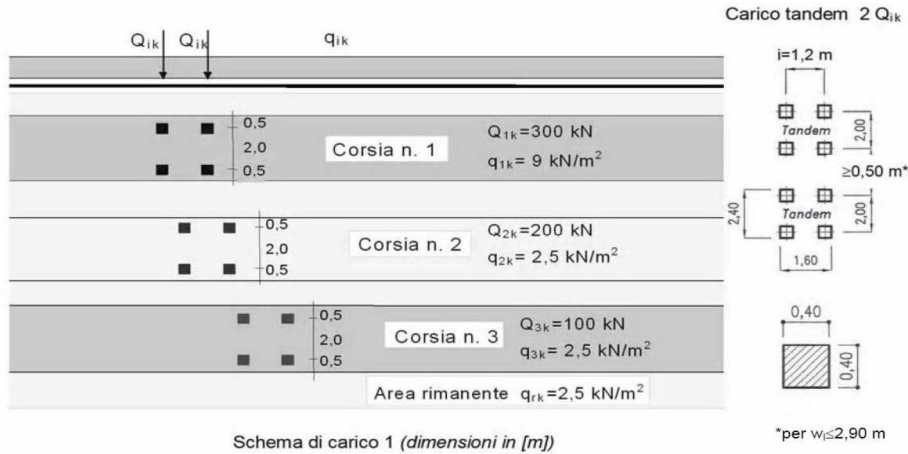 Carico tandem 2 Qik
Qik Qik qik
i=1,2 m
0,5
2,0
0,5
Corsia n. 1
Q1k=300 kN
q1k= 9 kN/m²
Tandem
2,00
≥0,50 m*
0,5
2,0
0,5
Corsia n. 2
Q2k=200 kN
q2k= 2,5 kN/m²
2,40
Tandem
2,00
1,60
0,5
2,0
0,5
Corsia n. 3
Q3k=100 kN
q3k= 2,5 kN/m²
0,40
0,40
Area rimanente qrk=2,5 kN/m²
Schema di carico 1 (dimensioni in [m])
*per wl≤2,90 m